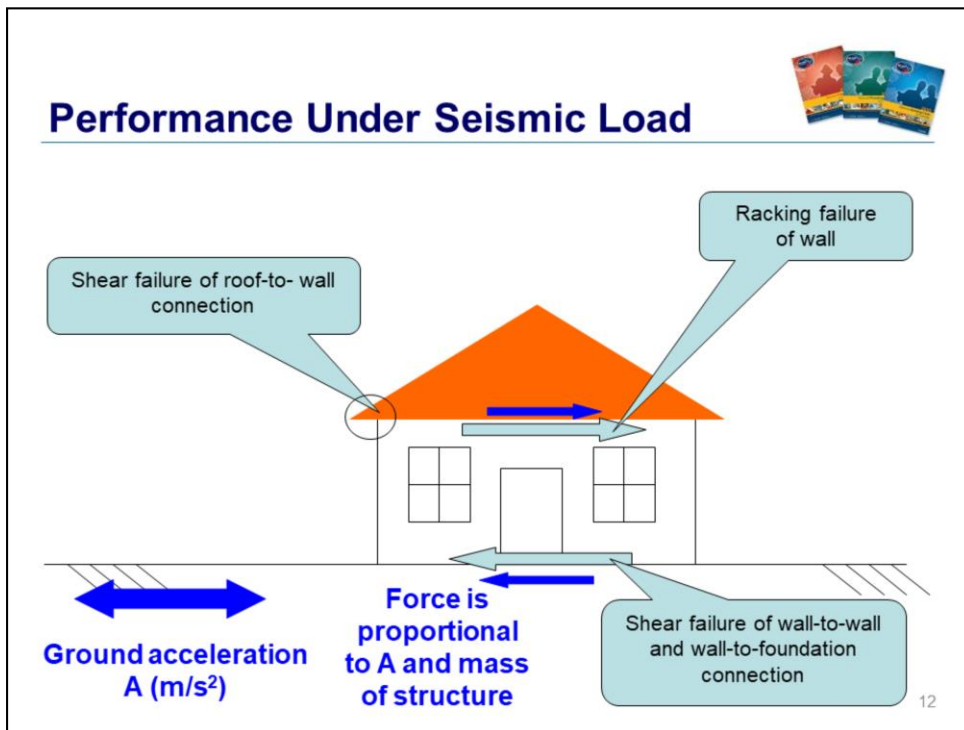 Performance Under Seismic Load
Racking failure
of wall
Shear failure of roof-to- wall
connection
Ground acceleration
A (m/s²)
Force is
proportional
to A and mass
of structure
Shear failure of wall-to-wall
and wall-to-foundation
connection
12